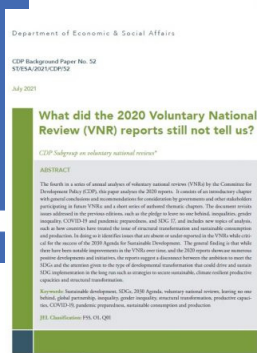 Department of Economic & Social Affairs
CDP Background Paper No. 52
ST/ESA/2021/CDP/52
July 2021
What did the 2020 Voluntary National
Review (VNR) reports still not tell us?
CDP Subgroup on voluntary national reviews*
ABSTRACT
The fourth in a series of annual analyses of voluntary national reviews (VNRs) by the Committee for
Development Policy (CDP), this paper analyses the 2020 reports. It consists of an introductory chapter
with general conclusions and recommendations for consideration by governments and other stakeholders
participating in future VNRs and a short series of authored thematic chapters. The document revisits
issues addressed in the previous editions, such as the pledge to leave no one behind, inequalities, gender
inequality, COVID-19 and pandemic preparedness, and SDG 17, and includes new topics of analysis,
such as how countries have treated the issue of structural transformation and sustainable consumption
and production. In doing so it identifies issues that are absent or under reported in the VNRs while criti-
cal for the success of the 2030 Agenda for Sustainable Development. The general finding is that while
there have been notable improvements in the VNRs over time, and the 2020 reports showcase numerous
positive developments and initiatives, the reports suggest a disconnect between the ambition to meet the
SDGs and the attention given to the type of developmental transformation that could drive and sustain
SDG implementation in the long run such as strategies to secure sustainable, climate resilient productive
capacities and structural transformation.
Keywords: Sustainable development, SDGs, 2030 Agenda, voluntary national reviews, leaving no one
behind, global partnership, inequality, gender inequality, structural transformation, productive capaci-
ties, COVID-19, pandemic preparedness, sustainable consumption and production
JEL Classification: F55, O1, Q01